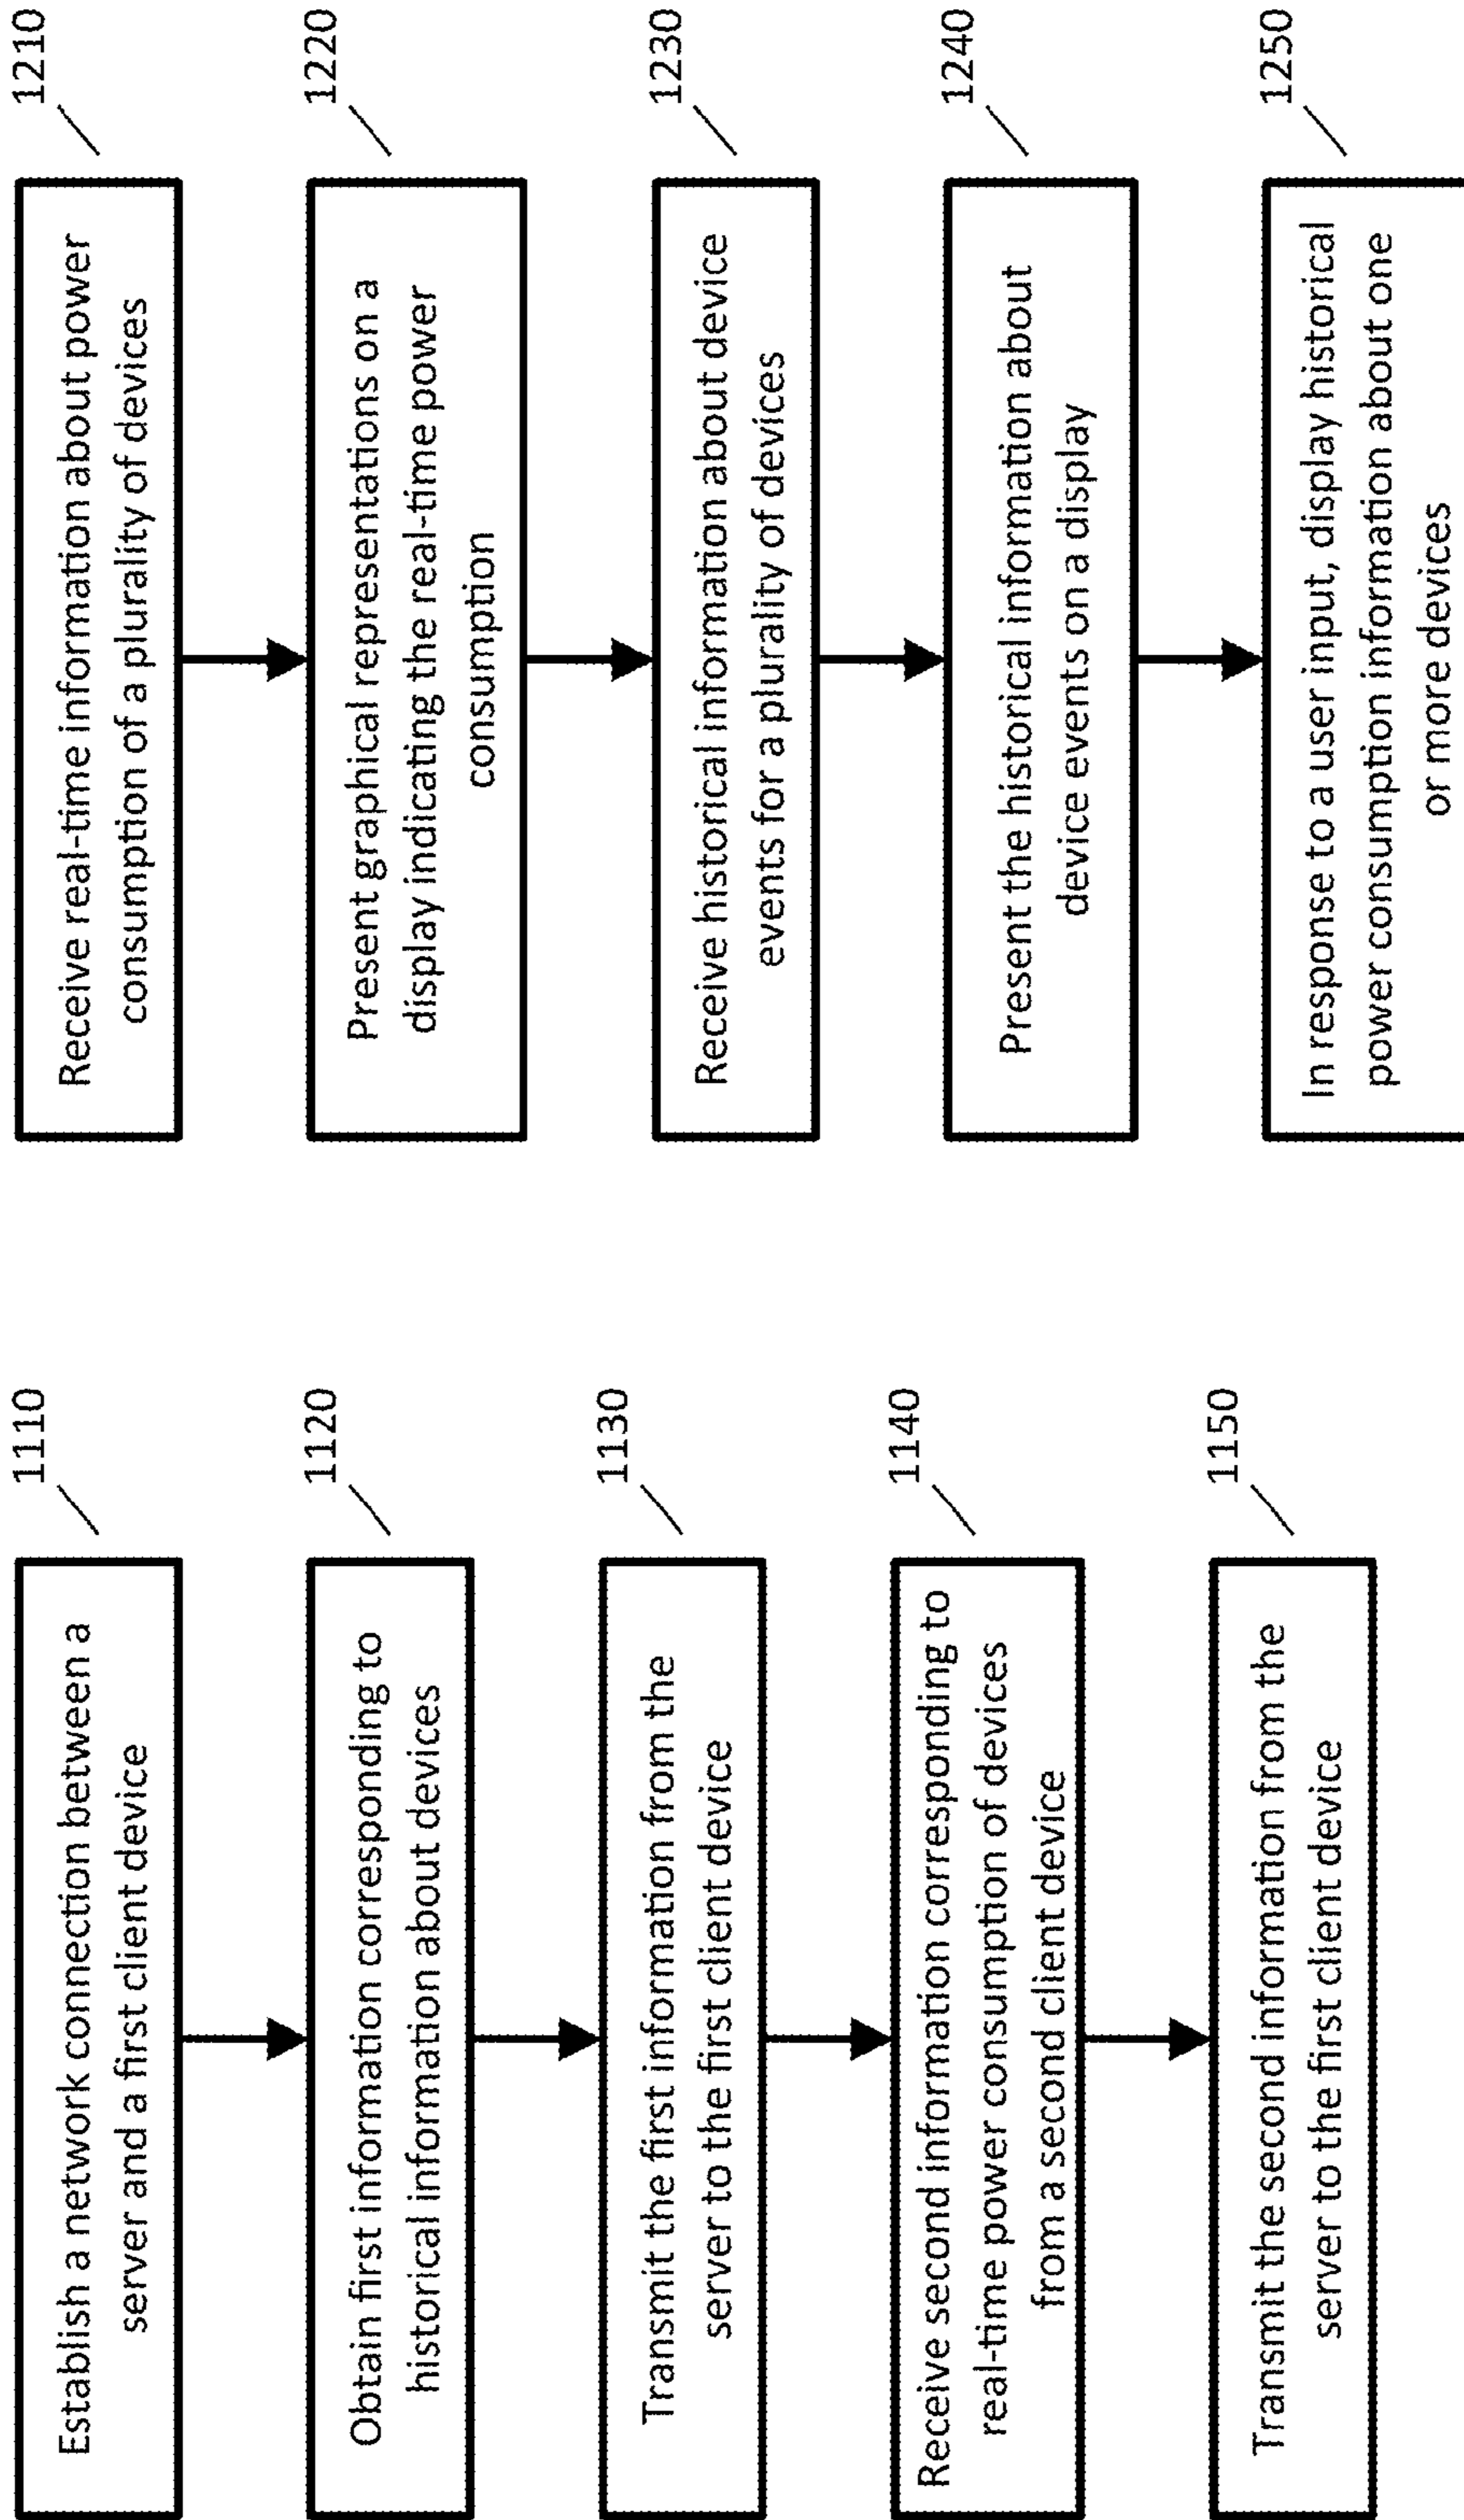 1110
Establish a network connection between a
server and a first client device
1120
Obtain first information corresponding to
historical information about devices
1130
Transmit the first information from the
server to the first client device
1140
Receive second information corresponding to
real-time power consumption of devices
from a second client device
1150
Transmit the second information from the
server to the first client device
1210
Receive real-time information about power
consumption of a plurality of devices
1220
Present graphical representations on a
display indicating the real-time power
consumption
1230
Receive historical information about device
events for a plurality of devices
1240
Present the historical information about
device events on a display
1250
In response to a user input, display historical
power consumption information about one
or more devices